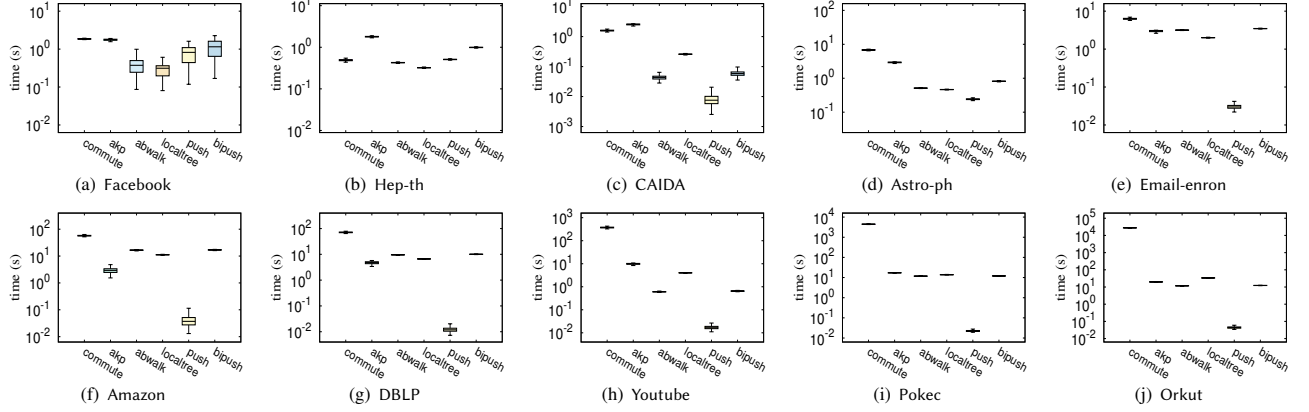 time (s)
10^2
10^1
10^0
10^-1
10^-2
commute
akp
abwalk
localtree
push
bipush
(a) Facebook
time (s)
10^1
10^0
10^-1
10^-2
commute
akp
abwalk
localtree
push
bipush
(b) Hep-th
time (s)
10^1
10^0
10^-1
10^-2
10^-3
commute
akp
abwalk
localtree
push
bipush
(c) CAIDA
time (s)
10^2
10^1
10^0
10^-1
commute
akp
abwalk
localtree
push
bipush
(d) Astro-ph
time (s)
10^1
10^0
10^-1
10^-2
commute
akp
abwalk
localtree
push
bipush
(e) Email-enron
time (s)
10^2
10^1
10^0
10^-1
10^-2
commute
akp
abwalk
localtree
push
bipush
(f) Amazon
time (s)
10^2
10^1
10^0
10^-1
10^-2
commute
akp
abwalk
localtree
push
bipush
(g) DBLP
time (s)
10^3
10^2
10^1
10^0
10^-1
10^-2
commute
akp
abwalk
localtree
push
bipush
(h) Youtube
time (s)
10^4
10^3
10^2
10^1
10^0
10^-1
10^-2
commute
akp
abwalk
localtree
push
bipush
(i) Pokec
time (s)
10^5
10^4
10^3
10^2
10^1
10^0
10^-1
10^-2
commute
akp
abwalk
localtree
push
bipush
(j) Orkut